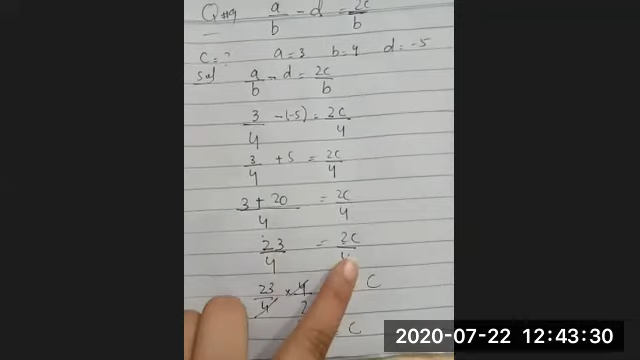 Q#9 a/b - d = 2c/b
c = ? a = 3 b = 4 d = -5
Sol a/b - d = 2c/b
3/4 - (-5) = 2c/4
3/4 + 5 = 2c/4
3 + 20/4 = 2c/4
23/4 = 2c/4
23/4 × 4/2 C
= C
2020-07-22 12:43:30